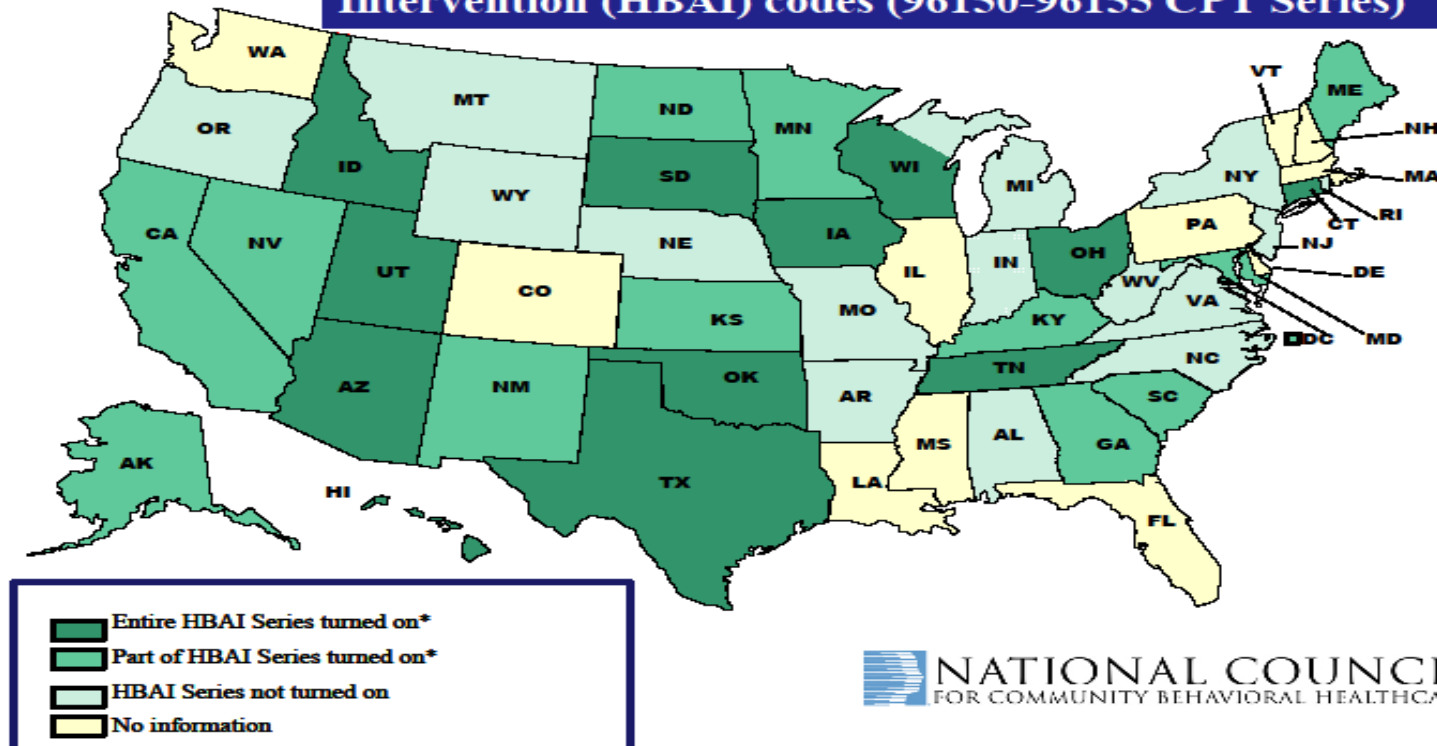 Intervention (HBAI) codes (96150-96155 CPT Series)
WA
MT
ND
MN
VT
ME
OR
ID
SD
WI
NH
WY
MI
NY
MA
CA
NV
NE
IA
PA
CT
RI
UT
CO
IL
IN
OH
NJ
WV
DE
KS
MO
KY
VA
AZ
NM
OK
TN
NC
DC
MD
AR
SC
AK
MS
AL
GA
HI
TX
LA
FL
Entire HBAI Series turned on*
Part of HBAI Series turned on*
HBAI Series not turned on
No information
NATIONAL COUNCI
FOR COMMUNITY BEHAVIORAL HEALTHCA